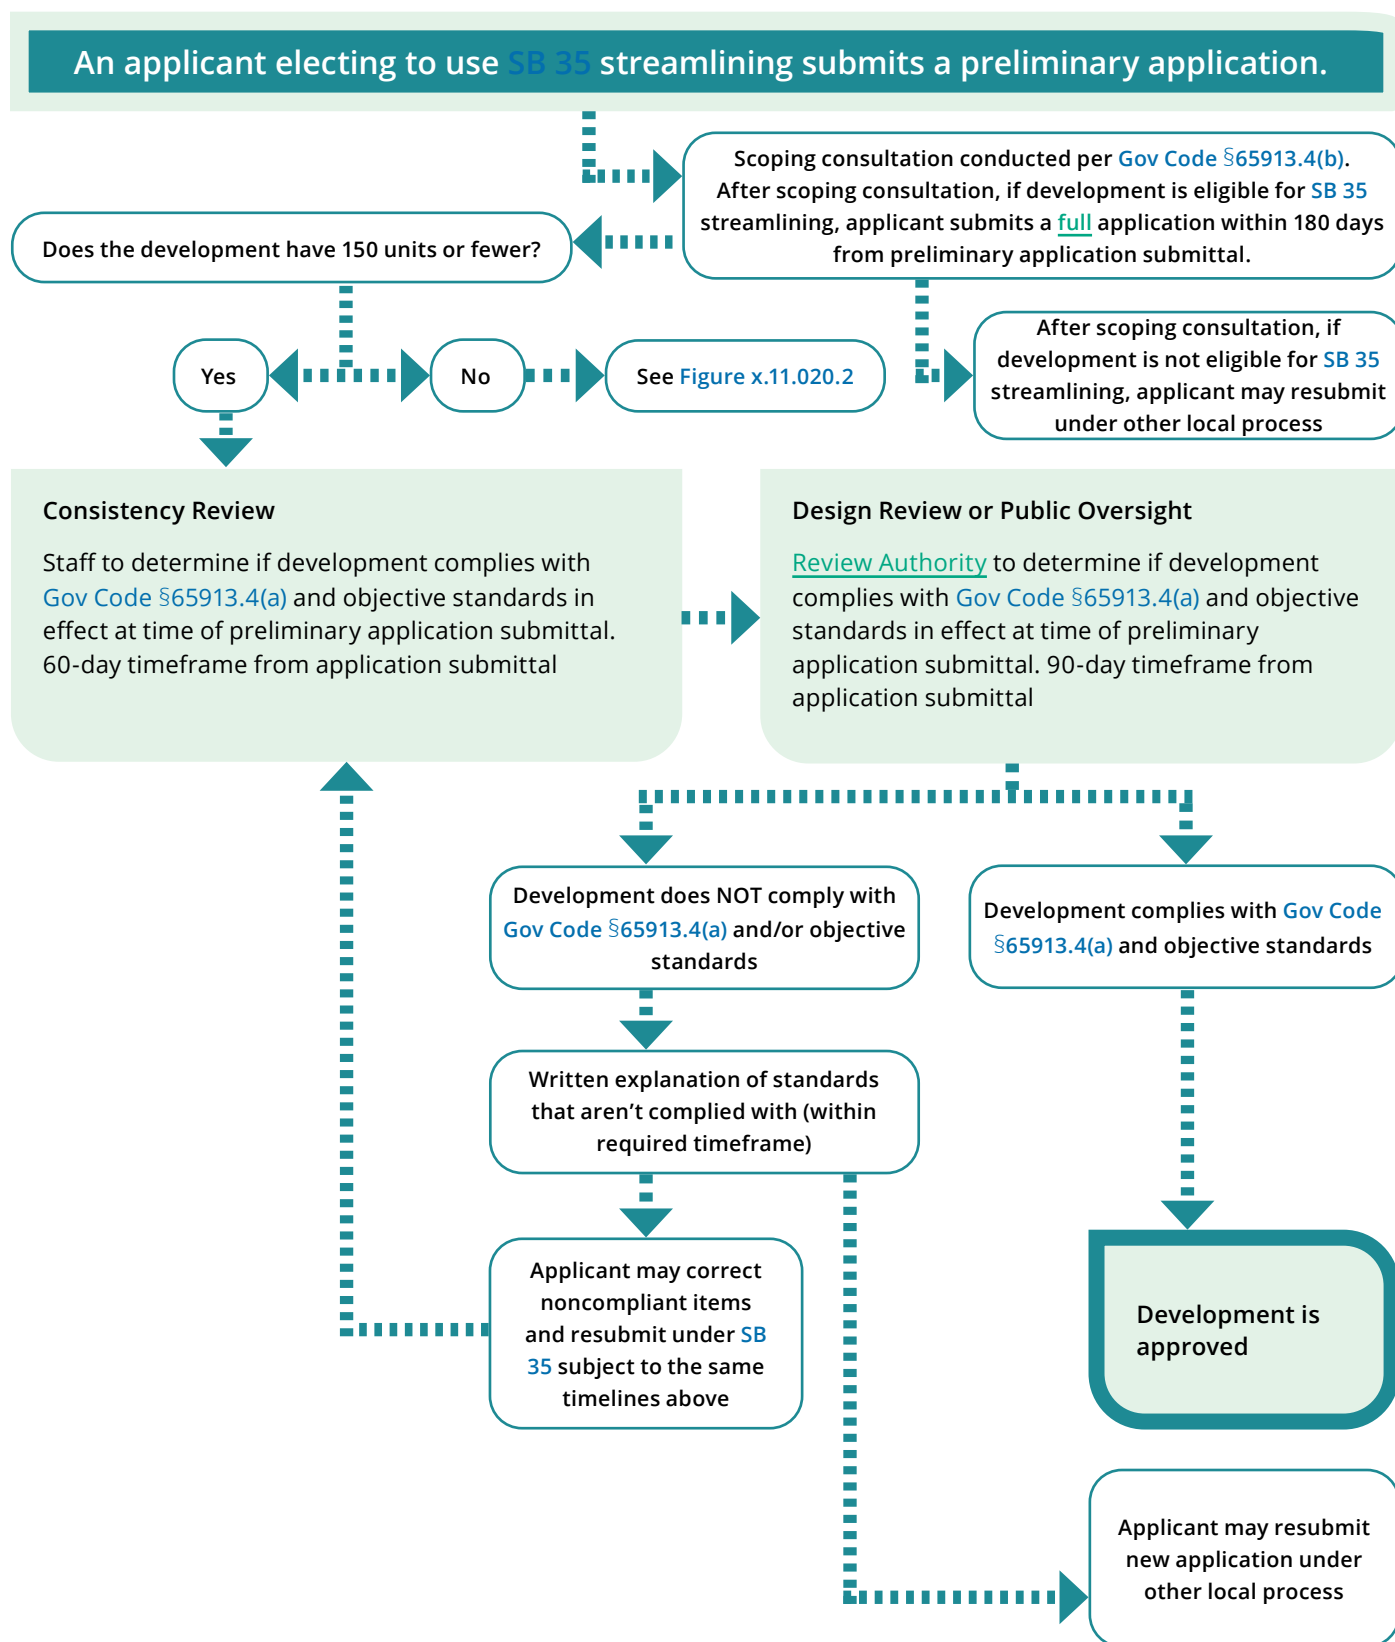 An applicant electing to use SB 35 streamlining submits a preliminary application.
Scoping consultation conducted per Gov Code §65913.4(b).
After scoping consultation, if development is eligible for SB 35
streamlining, applicant submits a full application within 180 days
from preliminary application submittal.
Does the development have 150 units or fewer?
After scoping consultation, if
development is not eligible for SB 35
streamlining, applicant may resubmit
under other local process
Yes
No
See Figure x.11.020.2
Consistency Review
Staff to determine if development complies with
Gov Code §65913.4(a) and objective standards in
effect at time of preliminary application submittal.
60-day timeframe from application submittal
Design Review or Public Oversight
Review Authority to determine if development
complies with Gov Code §65913.4(a) and objective
standards in effect at time of preliminary
application submittal. 90-day timeframe from
application submittal
Development does NOT comply with
Gov Code §65913.4(a) and/or objective
standards
Development complies with Gov Code
§65913.4(a) and objective standards
Written explanation of standards
that aren’t complied with (within
required timeframe)
Applicant may correct
noncompliant items
and resubmit under SB
35 subject to the same
timelines above
Development is
approved
Applicant may resubmit
new application under
other local process